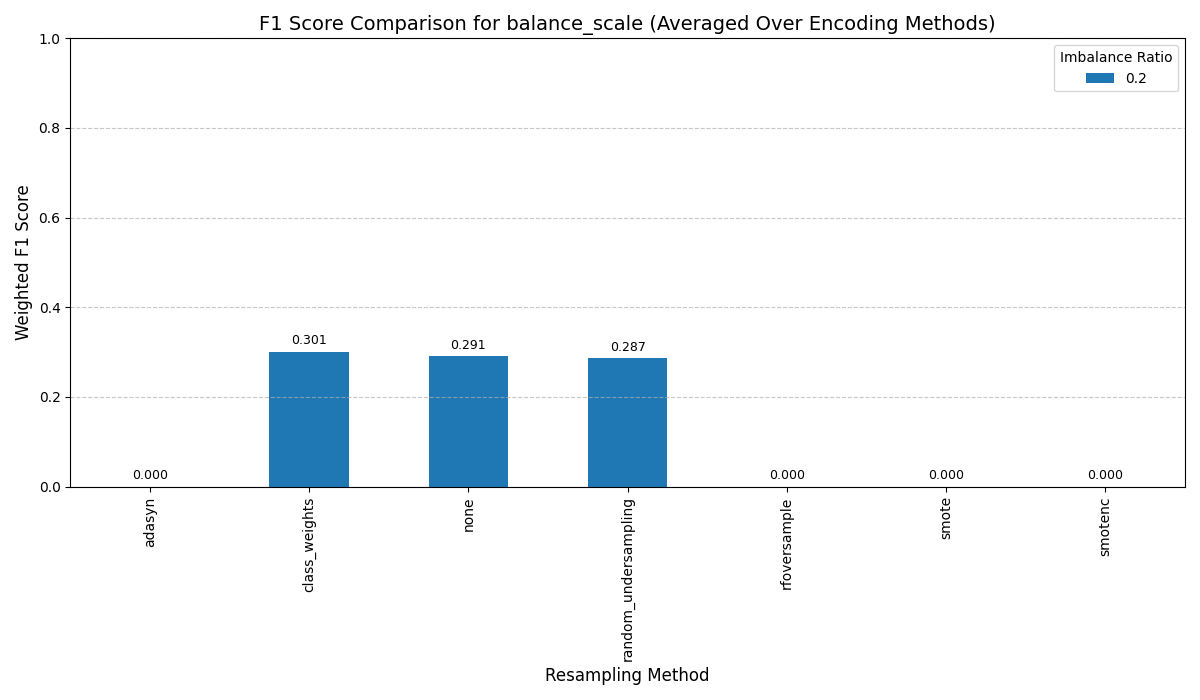 F1 Score Comparison for balance_scale (Averaged Over Encoding Methods)
Imbalance Ratio
0.2
Weighted F1 Score
1.0
0.8
0.6
0.4
0.2
0.0
0.000
0.301
0.291
0.287
0.000
0.000
0.000
adasyn
class_weights
none
random_undersampling
rfoversample
smote
smotenc
Resampling Method